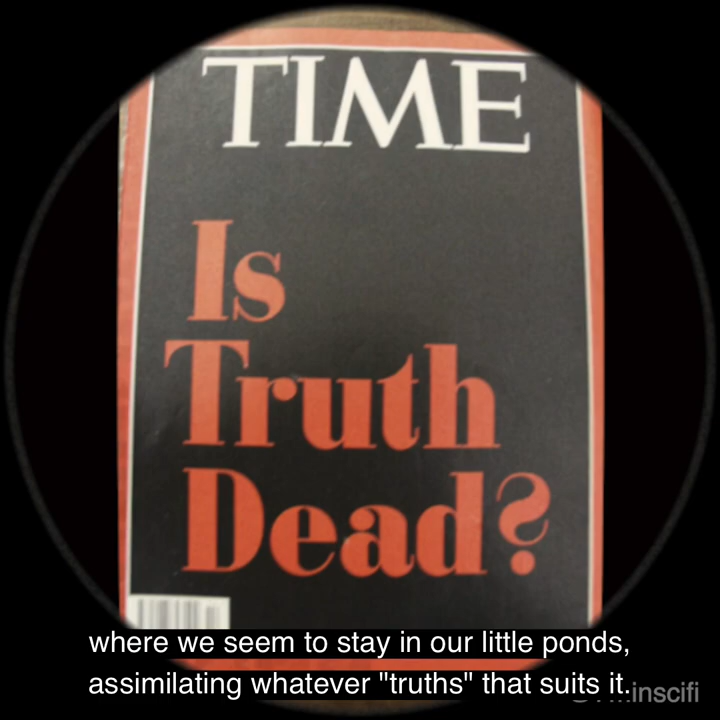 TIME
Is
Truth
Dead?
where we seem to stay in our little ponds,
assimilating whatever "truths" that suits it.